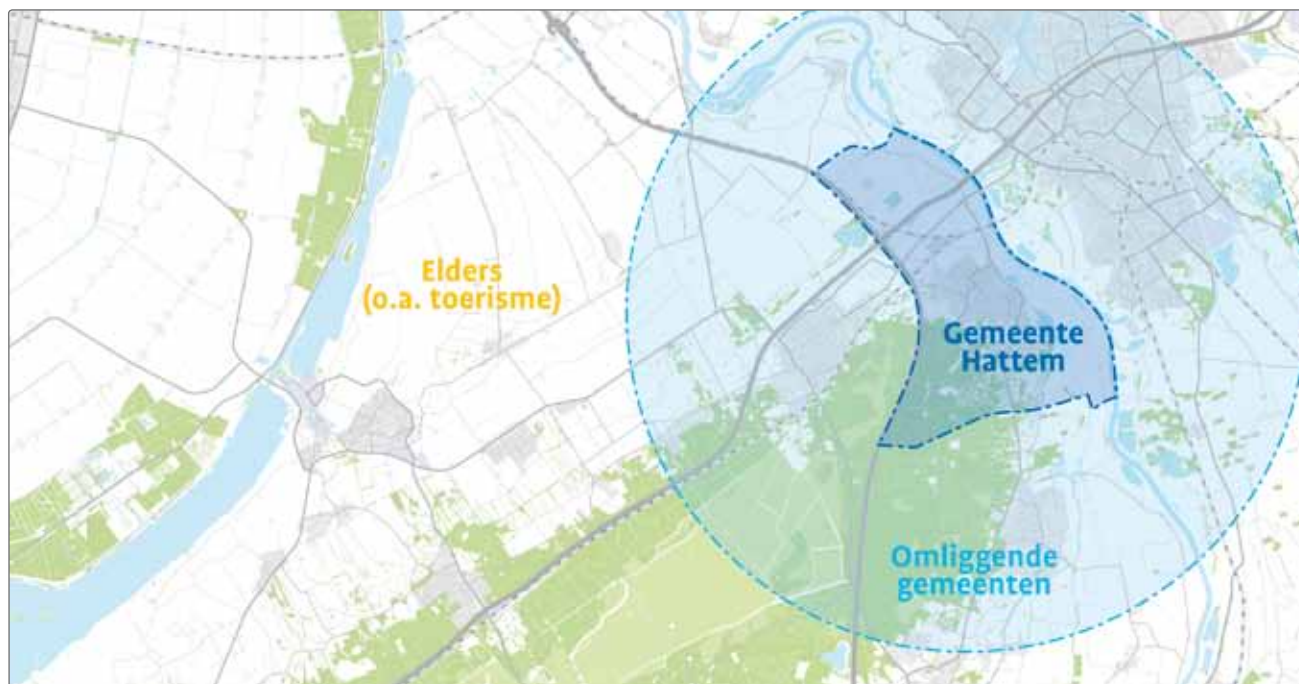 Elders
(o.a. toerisme)
Gemeente
Hattem
Omliggende
gemeenten